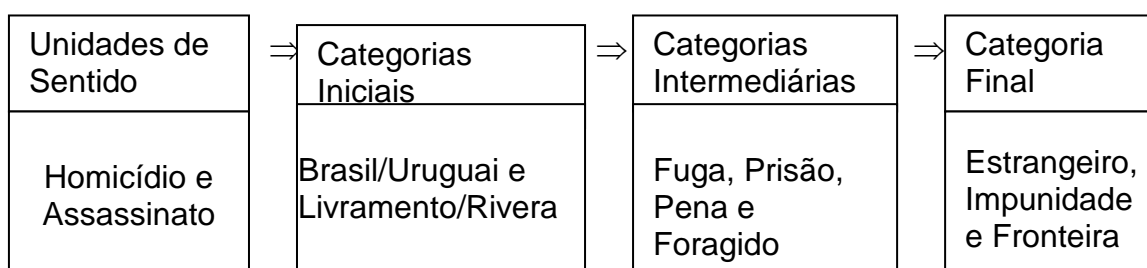 Unidades de
Sentido
⇒
Categorias
Iniciais
⇒
Categorias
Intermediárias
⇒
Categoria
Final
Homicídio e
Assassinato
Brasil/Uruguai e
Livramento/Rivera
Fuga, Prisão,
Pena e
Foragido
Estrangeiro,
Impunidade
e Fronteira